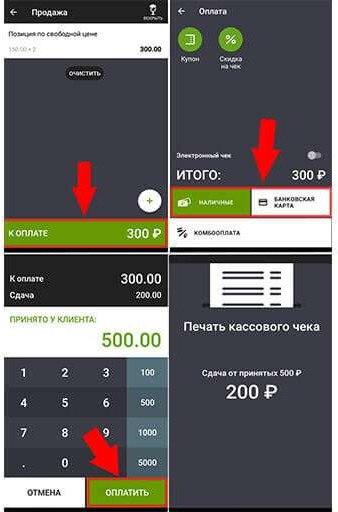 Продажа
ВСКРЫТЬ
Позиция по свободной цене
300.00
150.00 × 2
300.00
ОЧИСТИТЬ
+
К ОПЛАТЕ
300 ₽
Оплата
%
Купон
Скидка
на чек
Электронный чек
ИТОГО:
300 ₽
НАЛИЧНЫЕ
БАНКОВСКАЯ
КАРТА
КОМБООПЛАТА
К оплате
300.00
Сдача
200.00
ПРИНЯТО У КЛИЕНТА:
500.00
1 2 3 100
4 5 6 500
7 8 9 1000
. 0 5000
ОТМЕНА
ОПЛАТИТЬ
Печать кассового чека
Сдача от принятых 500 ₽
200 ₽